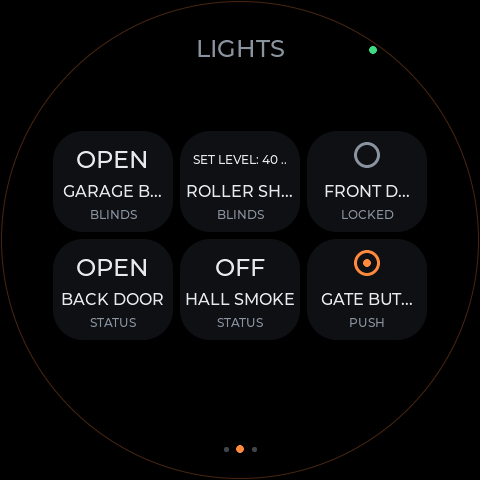 LIGHTS
OPEN
GARAGE B...
BLINDS
SET LEVEL: 40 ..
ROLLER SH...
BLINDS
FRONT D...
LOCKED
OPEN
BACK DOOR
STATUS
OFF
HALL SMOKE
STATUS
GATE BUT...
PUSH